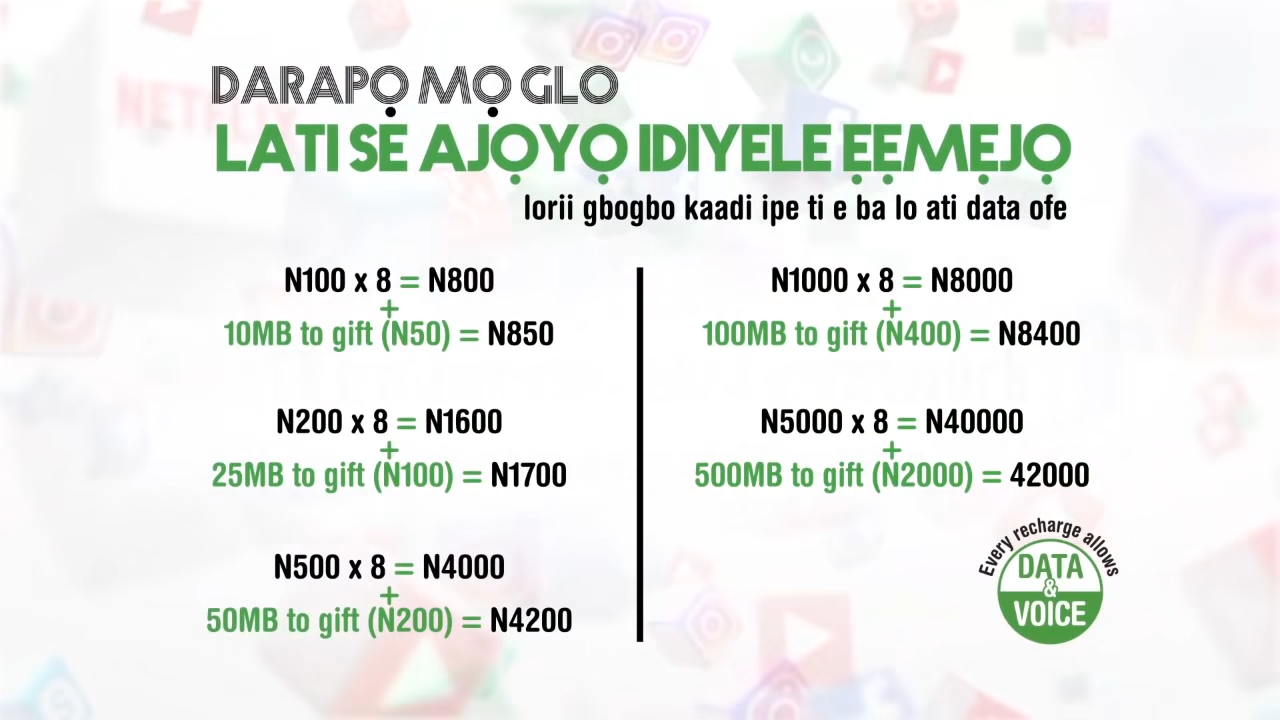 DARAPỌ MỌ GLO
LATI SE AJỌYỌ IDIYELE ẸẸMẸJỌ
lorii gbogbo kaadi ipe ti e ba lo ati data ofe
N100 x 8 = N800
+
10MB to gift (N50) = N850
N200 x 8 = N1600
+
25MB to gift (N100) = N1700
N500 x 8 = N4000
+
50MB to gift (N200) = N4200
N1000 x 8 = N8000
+
100MB to gift (N400) = N8400
N5000 x 8 = N40000
+
500MB to gift (N2000) = 42000
Every recharge allows
DATA
&
VOICE